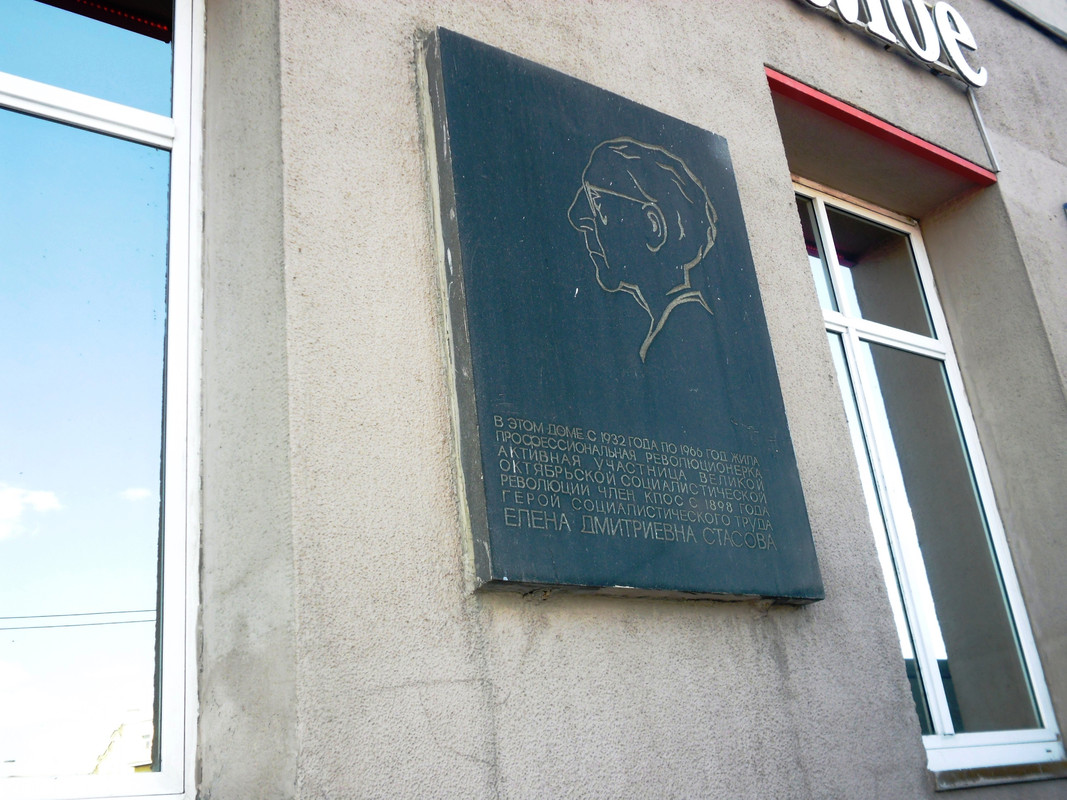 В ЭТОМ ДОМЕ С 1932 ГОДА ПО 1966 ГОД ЖИЛА
ПРОФЕССИОНАЛЬНАЯ РЕВОЛЮЦИОНЕРКА
АКТИВНАЯ УЧАСТНИЦА ВЕЛИКОЙ
ОКТЯБРЬСКОЙ СОЦИАЛИСТИЧЕСКОЙ
РЕВОЛЮЦИИ ЧЛЕН КПСС С 1898 ГОДА
ГЕРОЙ СОЦИАЛИСТИЧЕСКОГО ТРУДА
ЕЛЕНА ДМИТРИЕВНА СТАСОВА